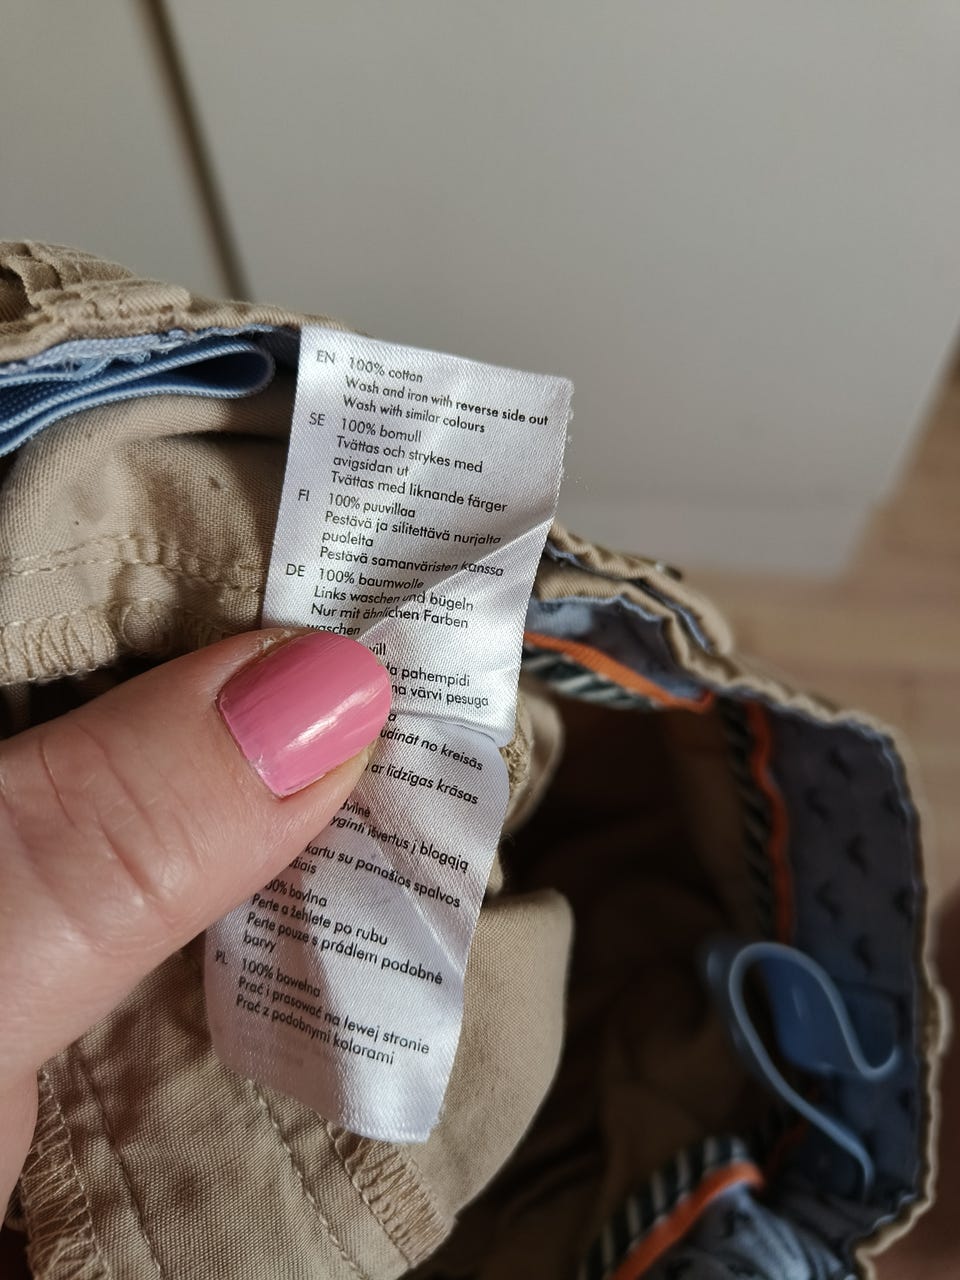 EN 100% cotton
Wash and iron with reverse side out
Wash with similar colours
SE 100% bomull
Tvättas och strykes med
avigsidan ut
Tvättas med liknande färger
FI 100% puuvillaa
Pestävä ja silitettävä nurjalta
puolelta
Pestävä samanväristen kanssa
DE 100% baumwolle
Links waschen und bügeln
Nur mit ähnlichen Farben
waschen
pahempidi
värvi pesuga
no kreisās
ar līdzīgas krāsas
išvertus į blogąją
kartu su panašios spalvos
bavlna
Perte a žehlete po rubu
Perte pouze s prádlem podobné
barvy
PL 100% bawełna
Prać i prasować na lewej stronie
Prać z podobnymi kolorami